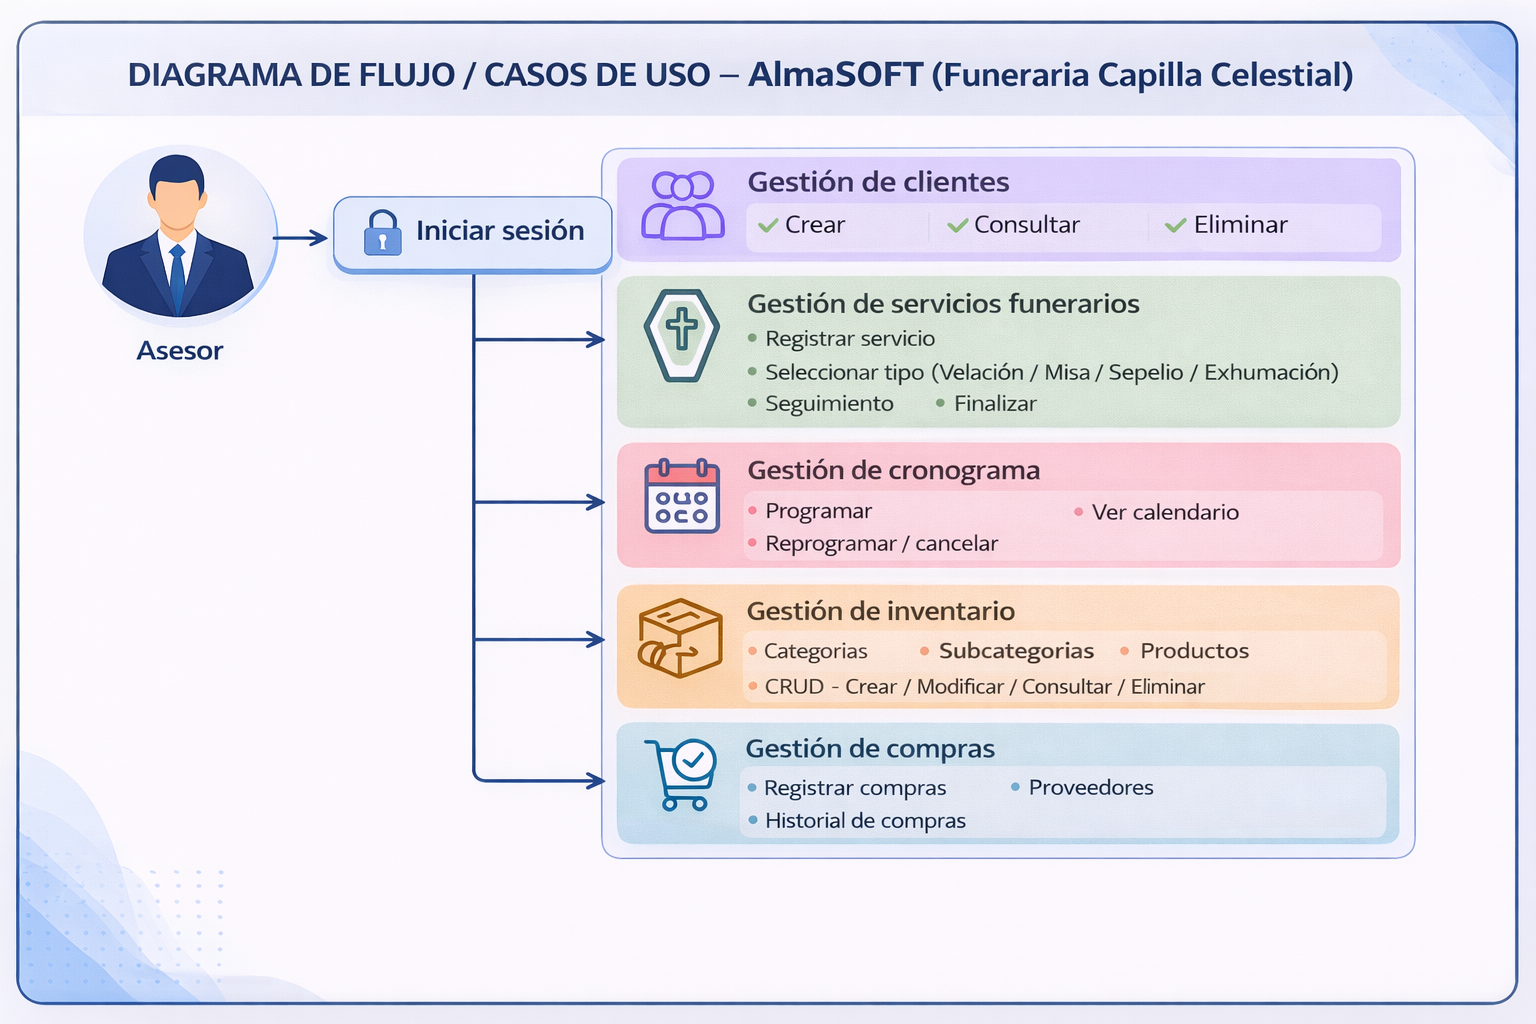 DIAGRAMA DE FLUJO / CASOS DE USO – AlmaSOFT (Funeraria Capilla Celestial)
Asesor
Iniciar sesión
Gestión de clientes
Crear Consultar Eliminar
Gestión de servicios funerarios
• Registrar servicio
• Seleccionar tipo (Velación / Misa / Sepelio / Exhumación)
• Seguimiento • Finalizar
Gestión de cronograma
• Programar • Ver calendario
• Reprogramar / cancelar
Gestión de inventario
• Categorias • Subcategorias • Productos
• CRUD - Crear / Modificar / Consultar / Eliminar
Gestión de compras
• Registrar compras • Proveedores
• Historial de compras